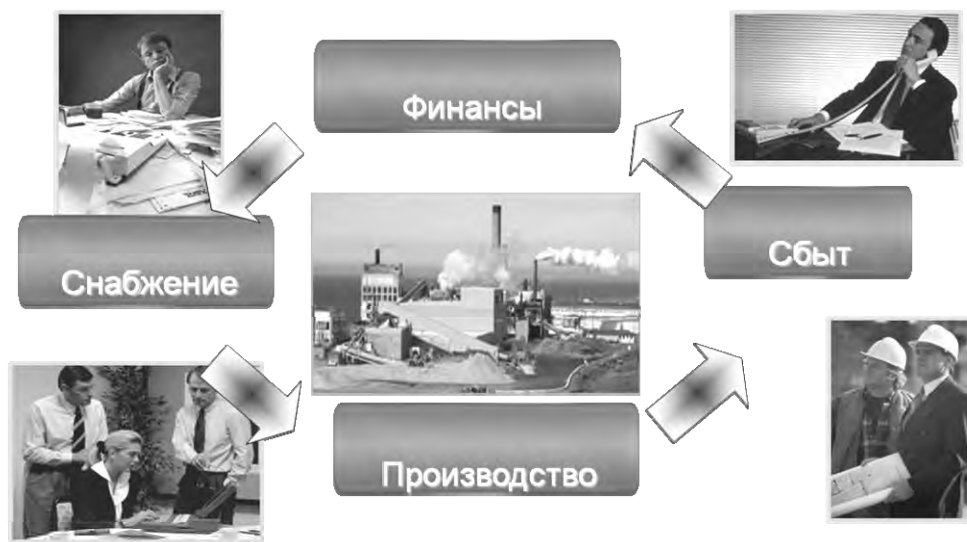 Финансы
Снабжение
Сбыт
Производство